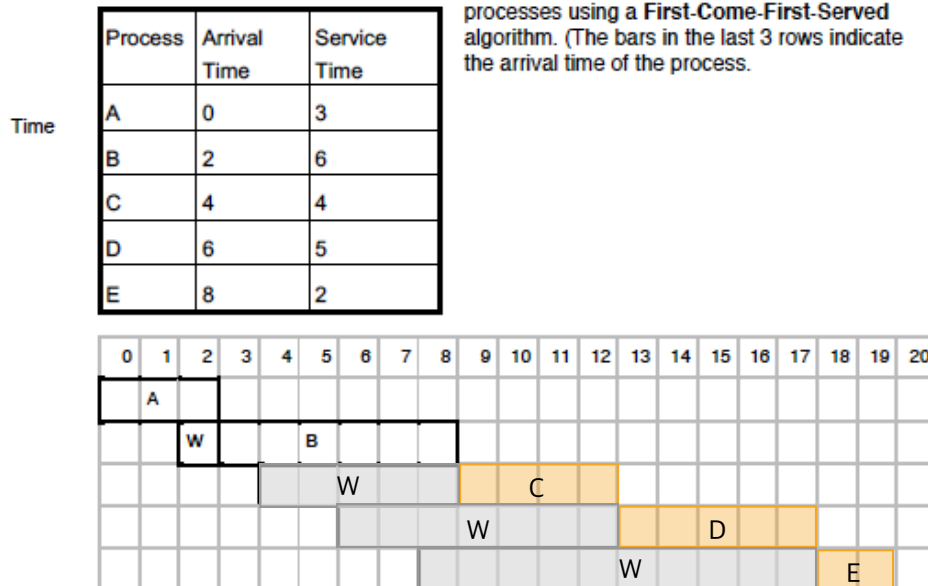 processes using a First-Come-First-Served
algorithm. (The bars in the last 3 rows indicate
the arrival time of the process.
Time
Process Arrival Time Service Time
A 0 3
B 2 6
C 4 4
D 6 5
E 8 2
0 1 2 3 4 5 6 7 8 9 10 11 12 13 14 15 16 17 18 19 20
A
W B
W C
W D
W E